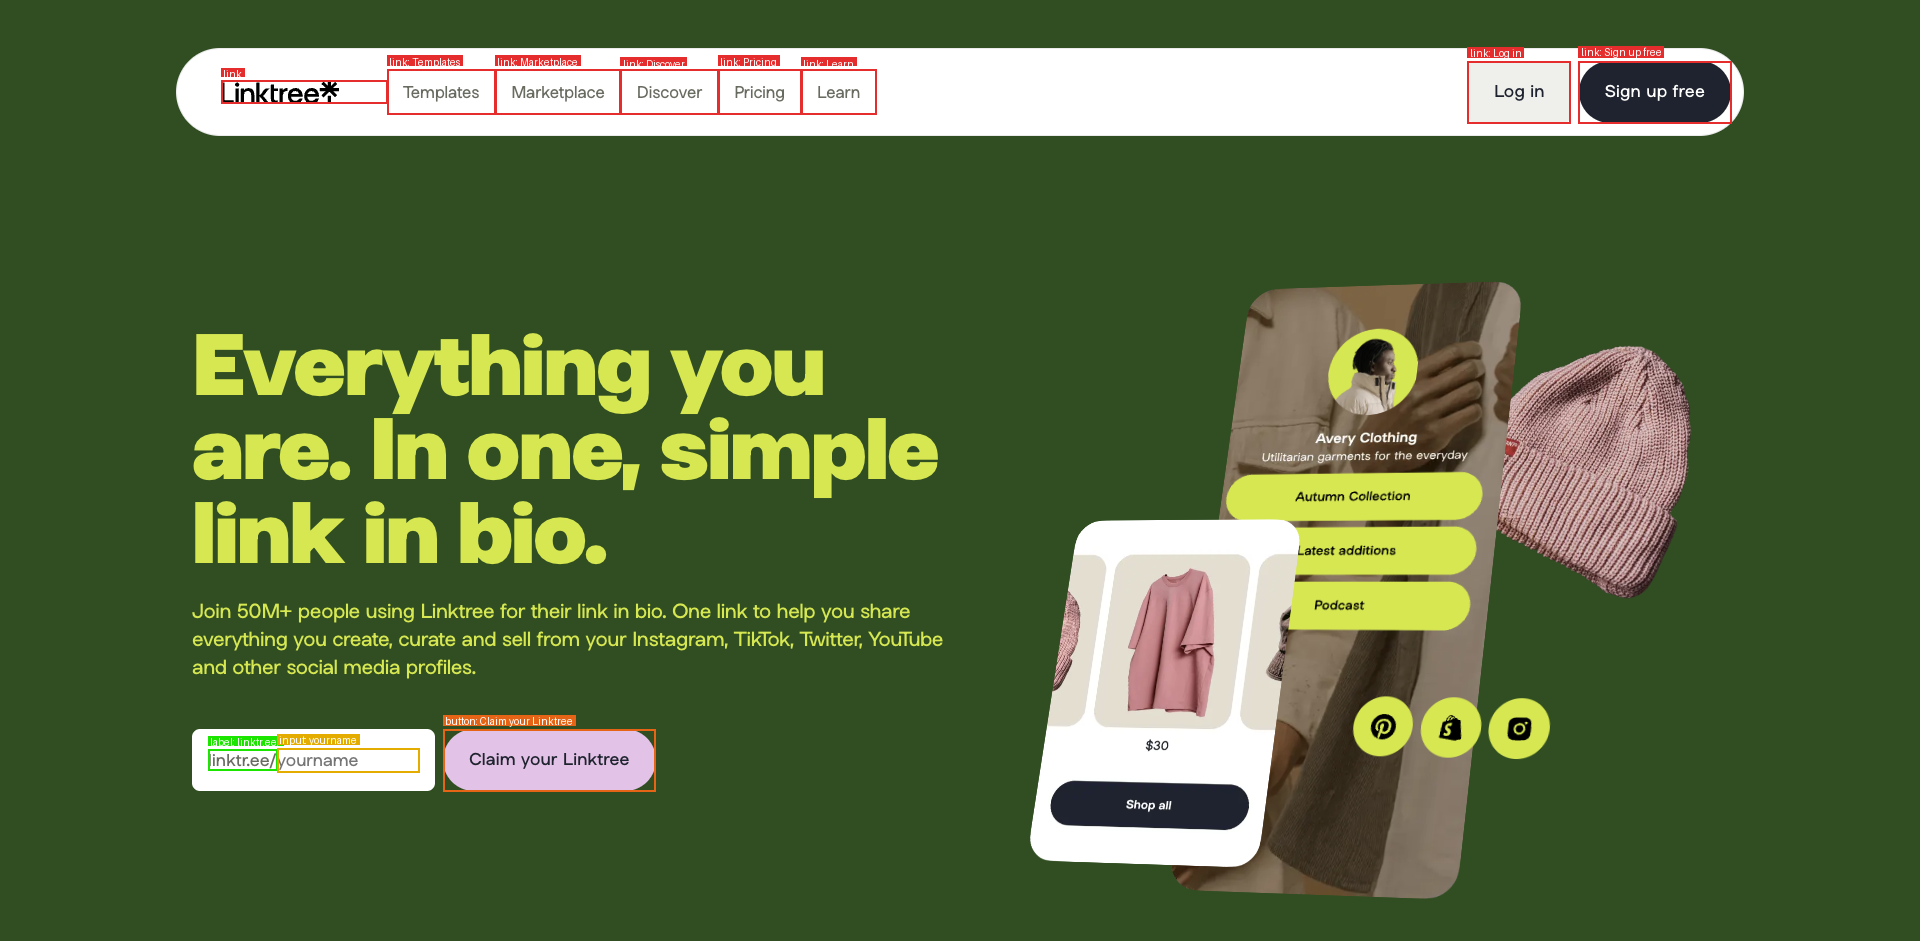 link
Linktree
link: Templates
Templates
link: Marketplace
Marketplace
link: Discover
Discover
link: Pricing
Pricing
link: Learn
Learn
link: Log in
Log in
link: Sign up free
Sign up free
Everything you
are. In one, simple
link in bio.
Join 50M+ people using Linktree for their link in bio. One link to help you share
everything you create, curate and sell from your Instagram, TikTok, Twitter, YouTube
and other social media profiles.
label: linktr.ee
linktr.ee/
input: yourname
yourname
button: Claim your Linktree
Claim your Linktree
Avery Clothing
Utilitarian garments for the everyday
Autumn Collection
Latest additions
Podcast
$30
Shop all